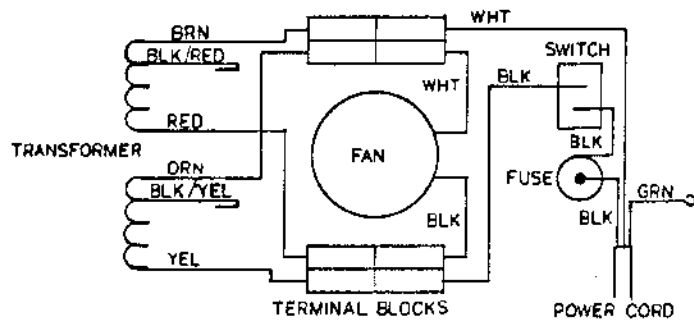 WHT
BRN
SWITCH
BLK/RED
WHT
BLK
RED
BLK
TRANSFORMER
FAN
ORN
FUSE
BLK/YEL
GRN
BLK
BLK
YEL
TERMINAL BLOCKS
POWER CORD